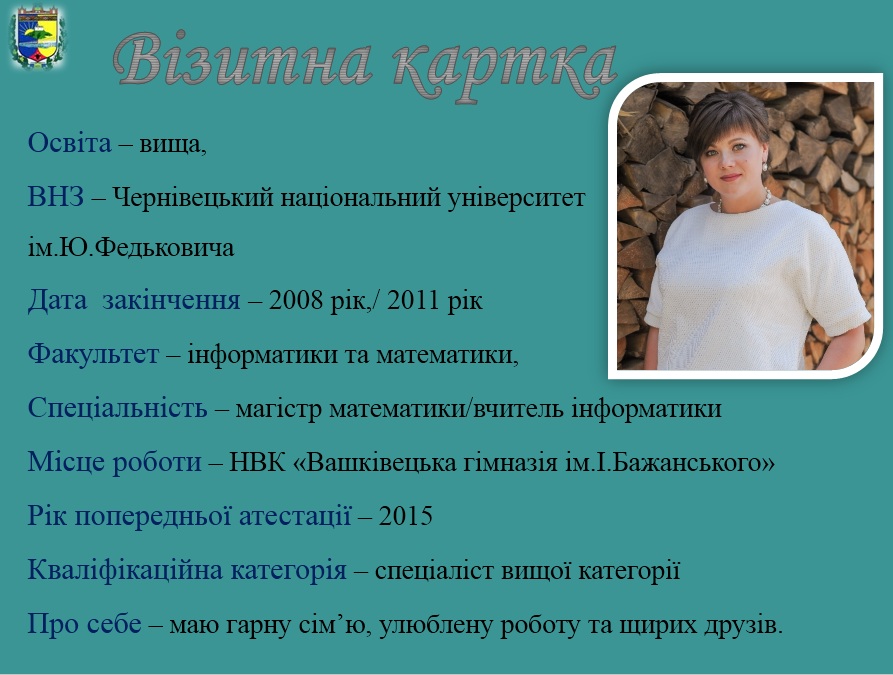 Візитна картка
Освіта – вища,
ВНЗ – Чернівецький національний університет
ім.Ю.Федьковича
Дата закінчення – 2008 рік,/ 2011 рік
Факультет – інформатики та математики,
Спеціальність – магістр математики/вчитель інформатики
Місце роботи – НВК «Вашківецька гімназія ім.І.Бажанського»
Рік попередньої атестації – 2015
Кваліфікаційна категорія – спеціаліст вищої категорії
Про себе – маю гарну сім’ю, улюблену роботу та щирих друзів.